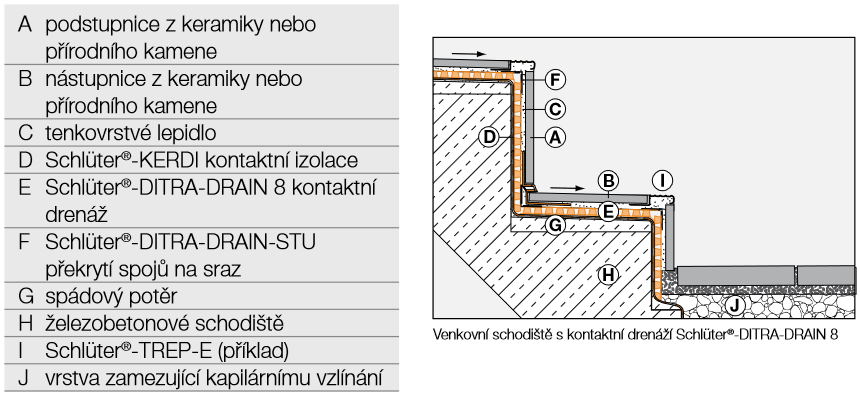 A podstupnice z keramiky nebo
přírodního kamene
B nástupnice z keramiky nebo
přírodního kamene
C tenkovrstvé lepidlo
D Schlüter®-KERDI kontaktní izolace
E Schlüter®-DITRA-DRAIN 8 kontaktní
drenáž
F Schlüter®-DITRA-DRAIN-STU
překrytí spojů na sraz
G spádový potěr
H železobetonové schodiště
I Schlüter®-TREP-E (příklad)
J vrstva zamezující kapilárnímu vzlínání
F
C
D
A
B
I
E
G
H
J
Venkovní schodiště s kontaktní drenáží Schlüter®-DITRA-DRAIN 8